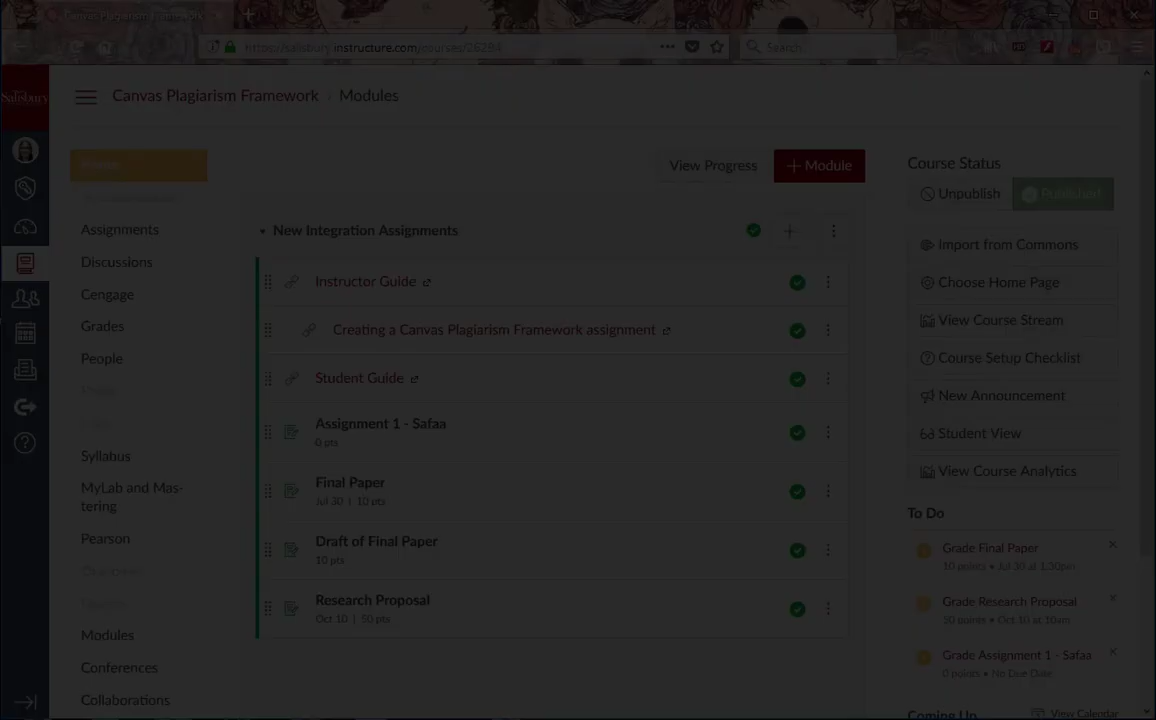 Canvas Plagiarism Framework
https://salisbury.instructure.com/courses/26284
Search
Salisbury
Canvas Plagiarism Framework › Modules
View Progress
+ Module
New Integration Assignments
Instructor Guide
Creating a Canvas Plagiarism Framework assignment
Student Guide
Assignment 1 - Safaa
0 pts
Final Paper
Jul 30 | 10 pts
Draft of Final Paper
10 pts
Research Proposal
Oct 10 | 50 pts
Home
Assignments
Discussions
Cengage
Grades
People
Syllabus
MyLab and Mas-
tering
Pearson
Modules
Conferences
Collaborations
Course Status
Unpublish
Published
Import from Commons
Choose Home Page
View Course Stream
Course Setup Checklist
New Announcement
Student View
View Course Analytics
To Do
Grade Final Paper
10 points • Jul 30 at 1:50pm
Grade Research Proposal
50 points • Oct 10 at 10am
Grade Assignment 1 - Safaa
0 points • No Due Date
Coming Up
View Calendar